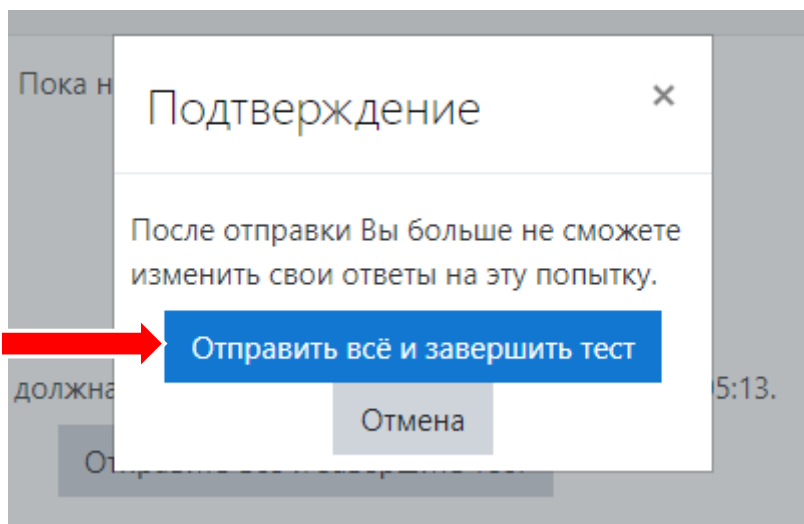 Пока н
Подтверждение ×
После отправки Вы больше не сможете
изменить свои ответы на эту попытку.
Отправить всё и завершить тест
должна 5:13.
Отмена